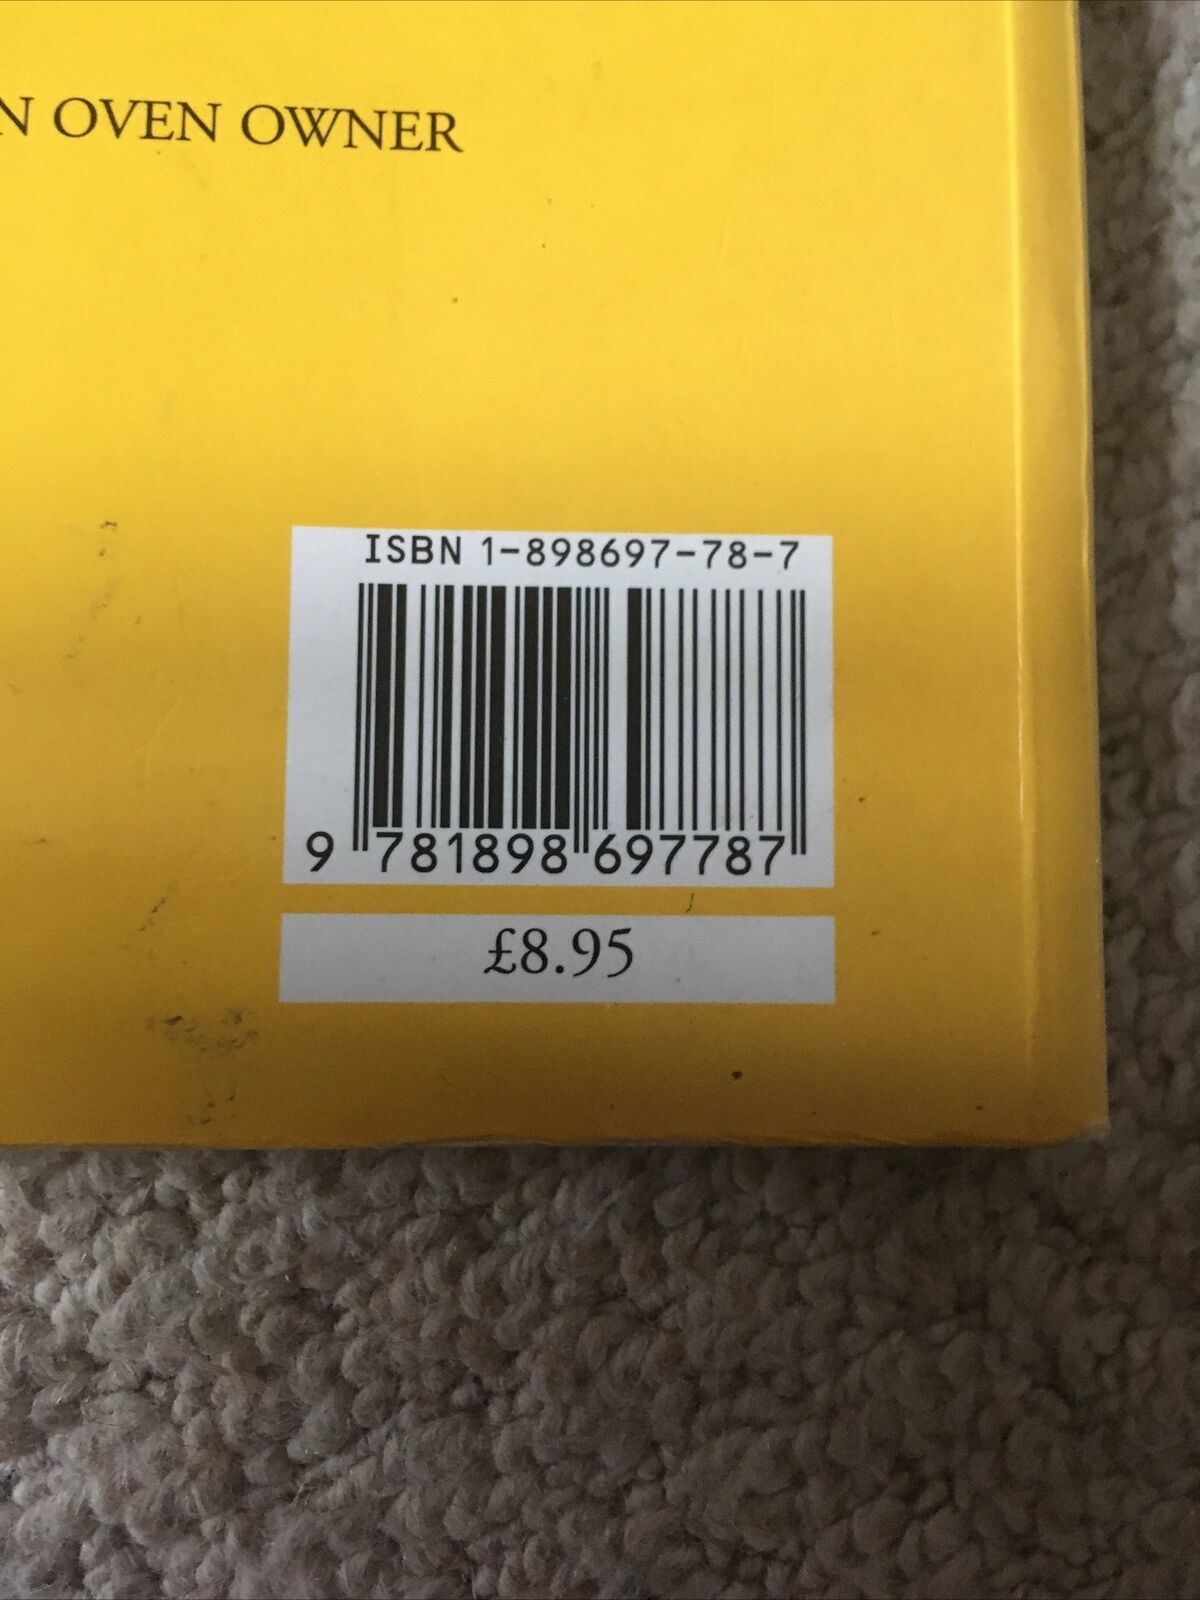 N OVEN OWNER
ISBN 1-898697-78-7
9 781898 697787
£8.95